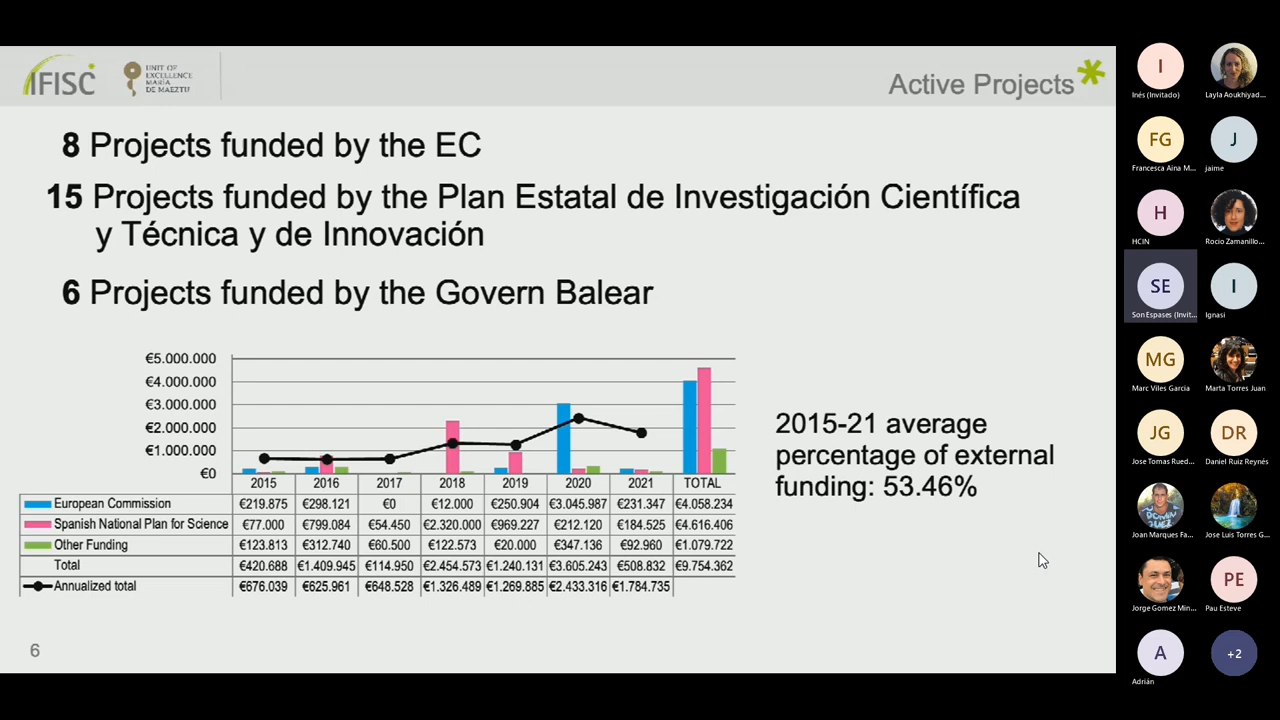 IFISC
UNIT OF
EXCELLENCE
MARÍA
DE MAEZTU
Active Projects
8 Projects funded by the EC
15 Projects funded by the Plan Estatal de Investigación Científica
y Técnica y de Innovación
6 Projects funded by the Govern Balear
€5.000.000
€4.000.000
€3.000.000
€2.000.000
€1.000.000
€0
2015 2016 2017 2018 2019 2020 2021 TOTAL
European Commission €219.875 €298.121 €0 €12.000 €250.904 €3.045.987 €231.347 €4.058.234
Spanish National Plan for Science €77.000 €799.084 €54.450 €2.320.000 €969.227 €212.120 €184.525 €4.616.406
Other Funding €123.813 €312.740 €60.500 €122.573 €20.000 €347.136 €92.960 €1.079.722
Total €420.688 €1.409.945 €114.950 €2.454.573 €1.240.131 €3.605.243 €508.832 €9.754.362
Annualized total €676.039 €625.961 €648.528 €1.326.489 €1.269.885 €2.433.316 €1.784.735
2015-21 average
percentage of external
funding: 53.46%
6
I
Inés (Invitado)
Layla Aoukhiyad...
FG
Francesca Aina M...
J
jaime
H
HCIN
Rocio Zamanillo...
SE
Son Espases (Invit...
I
Ignasi
MG
Marc Viles Garcia
Marta Torres Juan
JG
Jose Tomas Rued...
DR
Daniel Ruiz Reynés
Joan Marques Fa...
Jose Luis Torres G...
Jorge Gomez Min...
PE
Pau Esteve
A
Adrián
+2